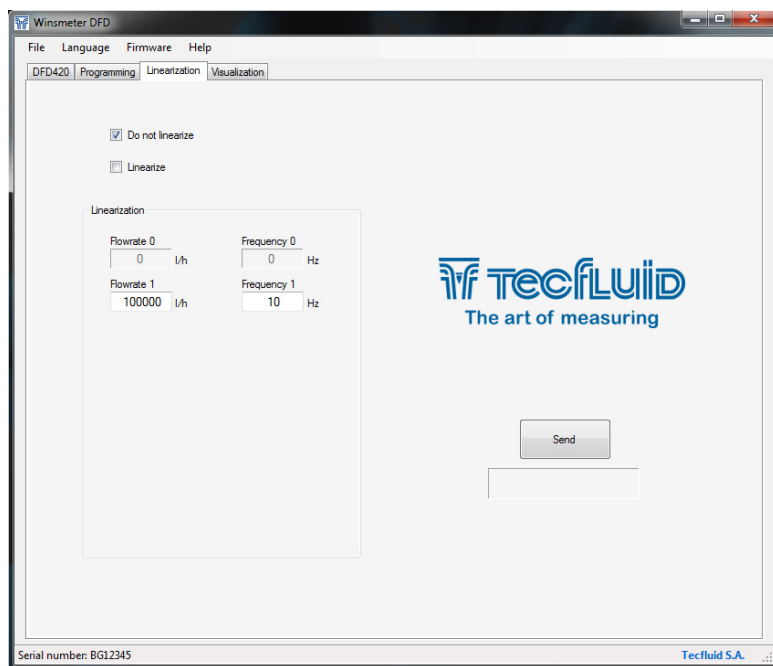 Winsmeter DFD
File Language Firmware Help
DFD420 Programming Linearization Visualization
Do not linearize
Linearize
Linearization
Flowrate 0 Frequency 0
0 l/h 0 Hz
Flowrate 1 Frequency 1
100000 l/h 10 Hz
TECFLUID
The art of measuring
Send
Serial number: BG12345 Tecfluid S.A.